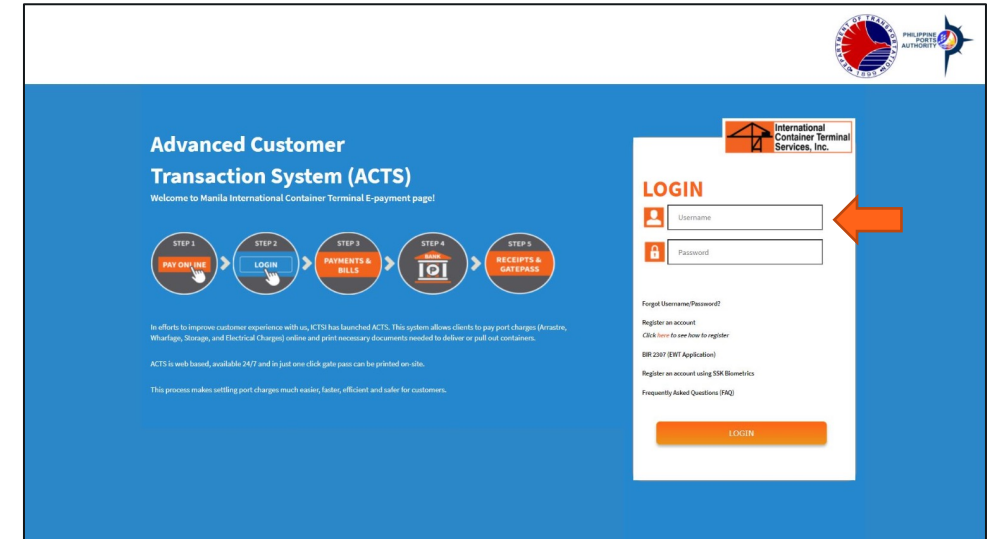 DEPARTMENT OF TRANSPORTATION
1899
PHILIPPINE
PORTS
AUTHORITY
International
Container Terminal
Services, Inc.
Advanced Customer
Transaction System (ACTS)
Welcome to Manila International Container Terminal E-payment page!
STEP 1
PAY ONLINE
STEP 2
LOGIN
STEP 3
PAYMENTS &
BILLS
STEP 4
BANK
P
STEP 5
RECEIPTS &
GATEPASS
In efforts to improve customer experience with us, ICTSI has launched ACTS. This system allows clients to pay port charges (Arrastre,
Wharfage, Storage, and Electrical Charges) online and print necessary documents needed to deliver or pull out containers.
ACTS is web based, available 24/7 and in just one click gate pass can be printed on-site.
This process makes settling port charges much easier, faster, efficient and safer for customers.
LOGIN
Username
Password
Forgot Username/Password?
Register an account
Click here to see how to register
BIR 2307 (EWT Application)
Register an account using SSK Biometrics
Frequently Asked Questions (FAQ)
LOGIN